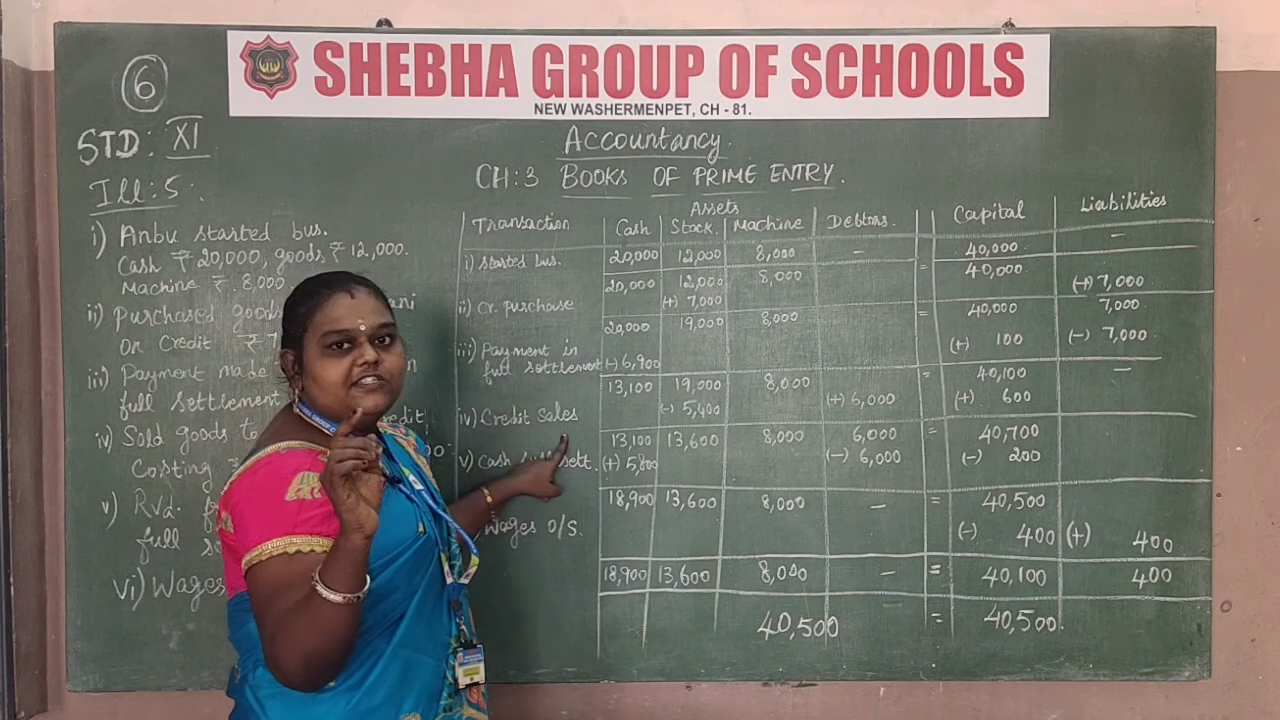 SHEBHA GROUP OF SCHOOLS
NEW WASHERMENPET, CH - 81.
6
STD: XI
Accountancy.
CH:3 BOOKS OF PRIME ENTRY.
Ill: 5.
i) Anbu started bus.
Cash ₹ 20,000, goods ₹ 12,000.
Machine ₹ 8,000
ii) Purchased goods
on Credit ₹ 7
iii) Payment made
full settlement
iv) Sold goods to
Costing
v) RVd.
full
vi) Wages
Assets
Transaction Cash Stock. Machine Debtors. = Capital Liabilities
i) Started bus. 20,000 12,000 8,000 – 40,000 –
20,000 12,000 8,000 = 40,000
ii) Cr. purchase (+) 7,000 (+) 7,000
20,000 19,000 8,000 = 40,000 7,000
iii) Payment in full settlement (-) 6,900 (+) 100 (-) 7,000
13,100 19,000 8,000 = 40,100 –
iv) Credit Sales (-) 5,400 (+) 6,000 (+) 600
13,100 13,600 8,000 6,000 = 40,700
v) Cash full sett. (+) 5,800 (-) 6,000 (-) 200
18,900 13,600 8,000 – = 40,500
Wages O/S. (-) 400 (+) 400
18,900 13,600 8,000 – = 40,100 400
40,500 = 40,500.